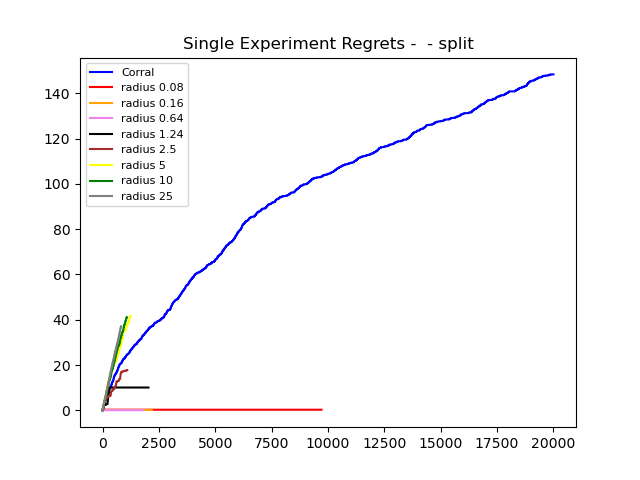 Single Experiment Regrets -  - split
Corral
radius 0.08
radius 0.16
radius 0.64
radius 1.24
radius 2.5
radius 5
radius 10
radius 25
140
120
100
80
60
40
20
0
0 2500 5000 7500 10000 12500 15000 17500 20000